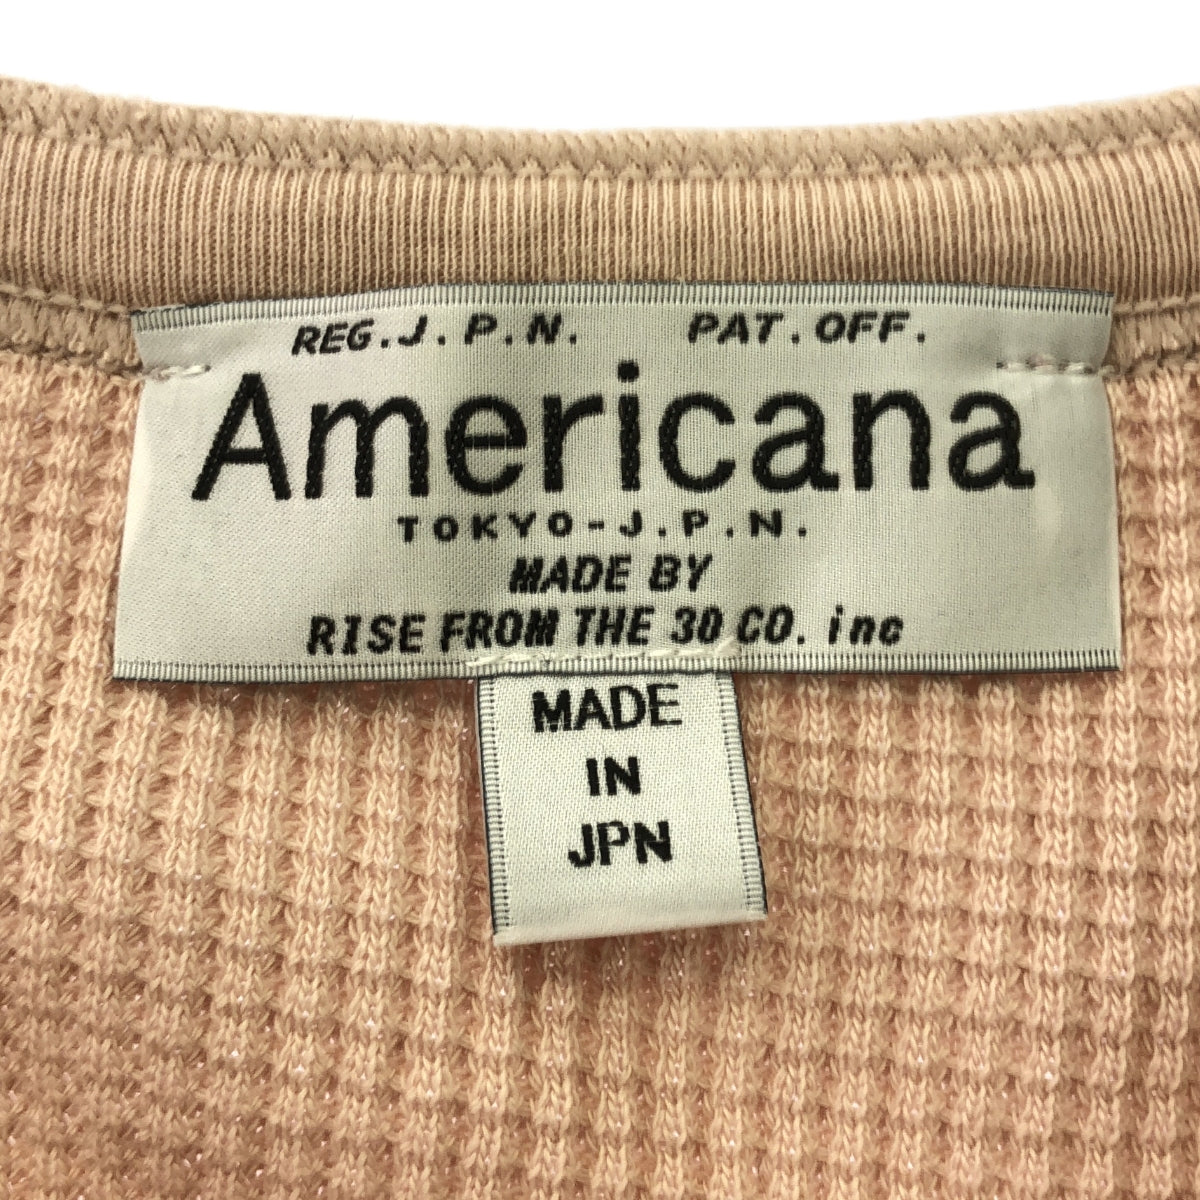 REG.J.P.N. PAT.OFF.
Americana
TOKYO-J.P.N.
MADE BY
RISE FROM THE 30 CO. inc
MADE
IN
JPN